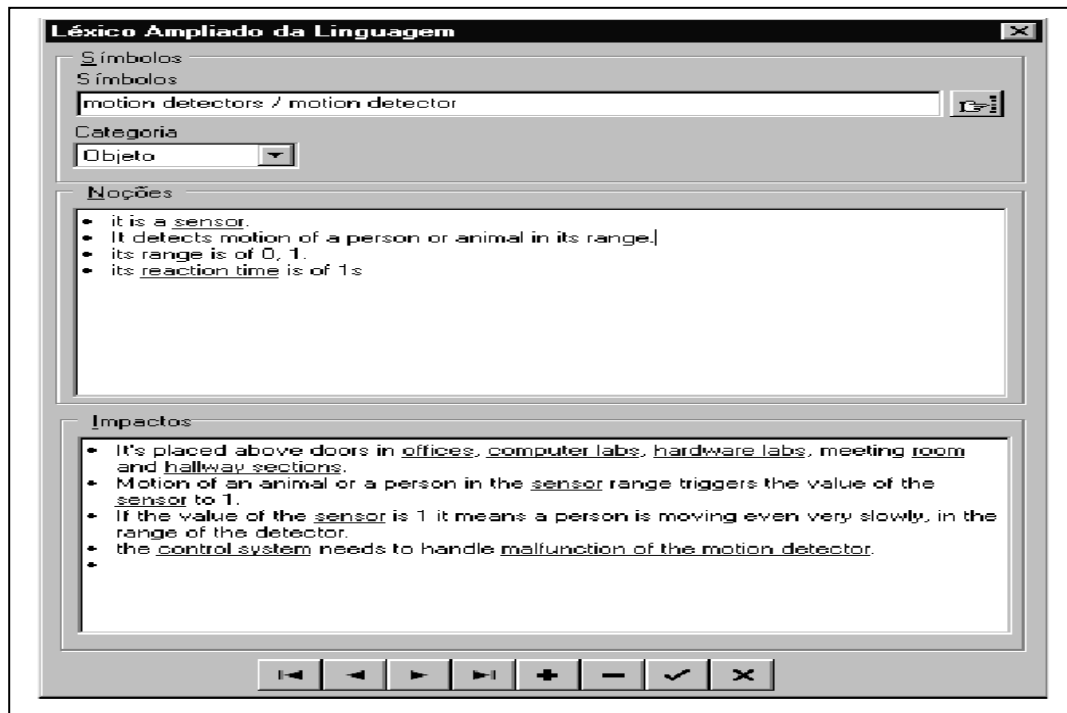 Léxico Ampliado da Linguagem
Símbolos
Símbolos
motion detectors / motion detector
Categoria
Objeto
Noções
• it is a sensor.
• It detects motion of a person or animal in its range.
• its range is of 0, 1.
• its reaction time is of 1s
Impactos
• It's placed above doors in offices, computer labs, hardware labs, meeting room
and hallway sections.
• Motion of an animal or a person in the sensor range triggers the value of the
sensor to 1.
• If the value of the sensor is 1 it means a person is moving even very slowly, in the
range of the detector.
• the control system needs to handle malfunction of the motion detector.
•